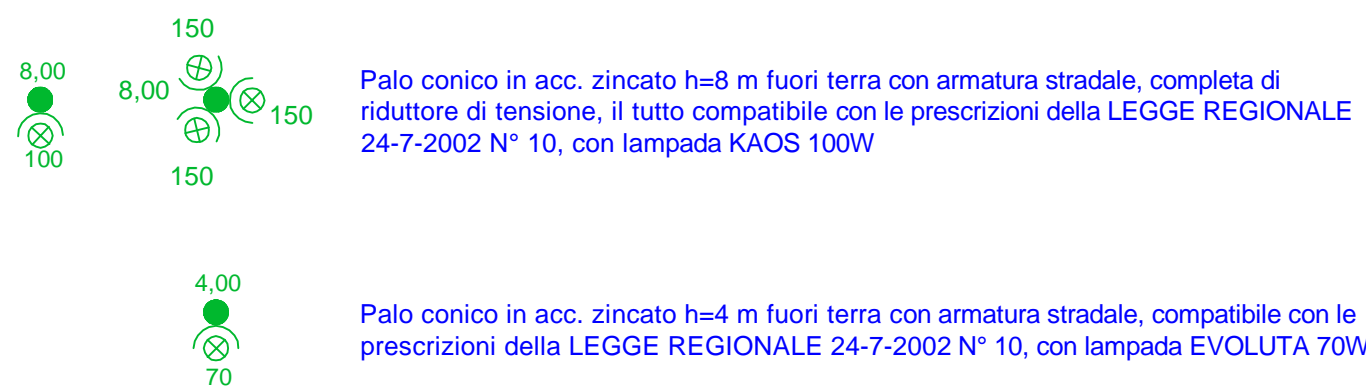 150
8,00
8,00
150
100
150
Palo conico in acc. zincato h=8 m fuori terra con armatura stradale, completa di
riduttore di tensione, il tutto compatibile con le prescrizioni della LEGGE REGIONALE
24-7-2002 N° 10, con lampada KAOS 100W
4,00
70
Palo conico in acc. zincato h=4 m fuori terra con armatura stradale, compatibile con le
prescrizioni della LEGGE REGIONALE 24-7-2002 N° 10, con lampada EVOLUTA 70W